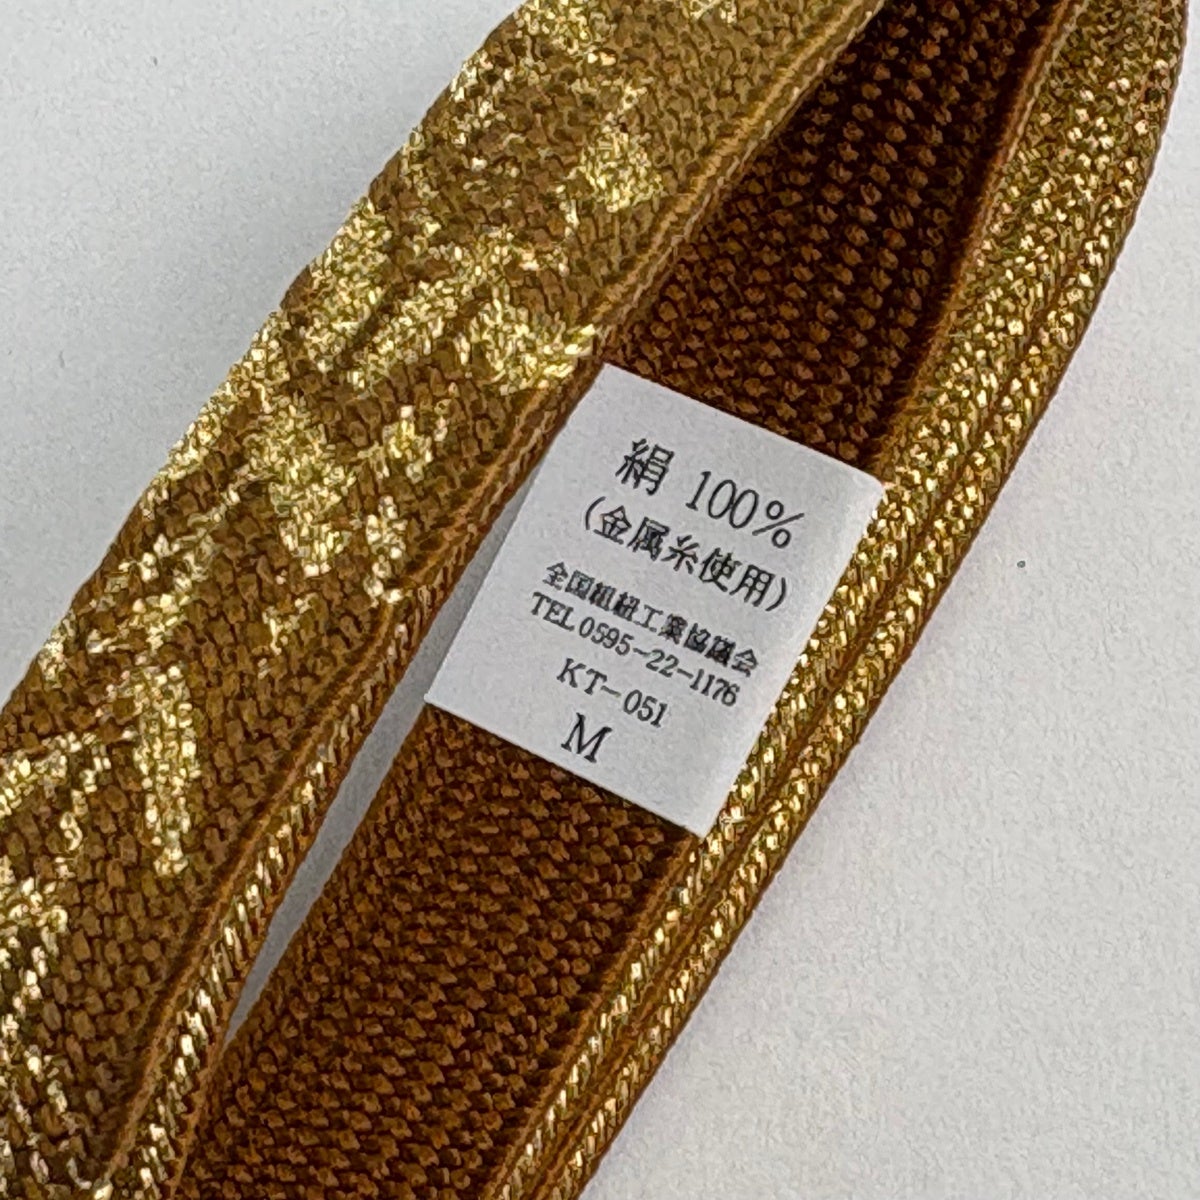 絹 100%
(金属糸使用)
全国組紐工業協議会
TEL 0595-22-1176
KT-051
M